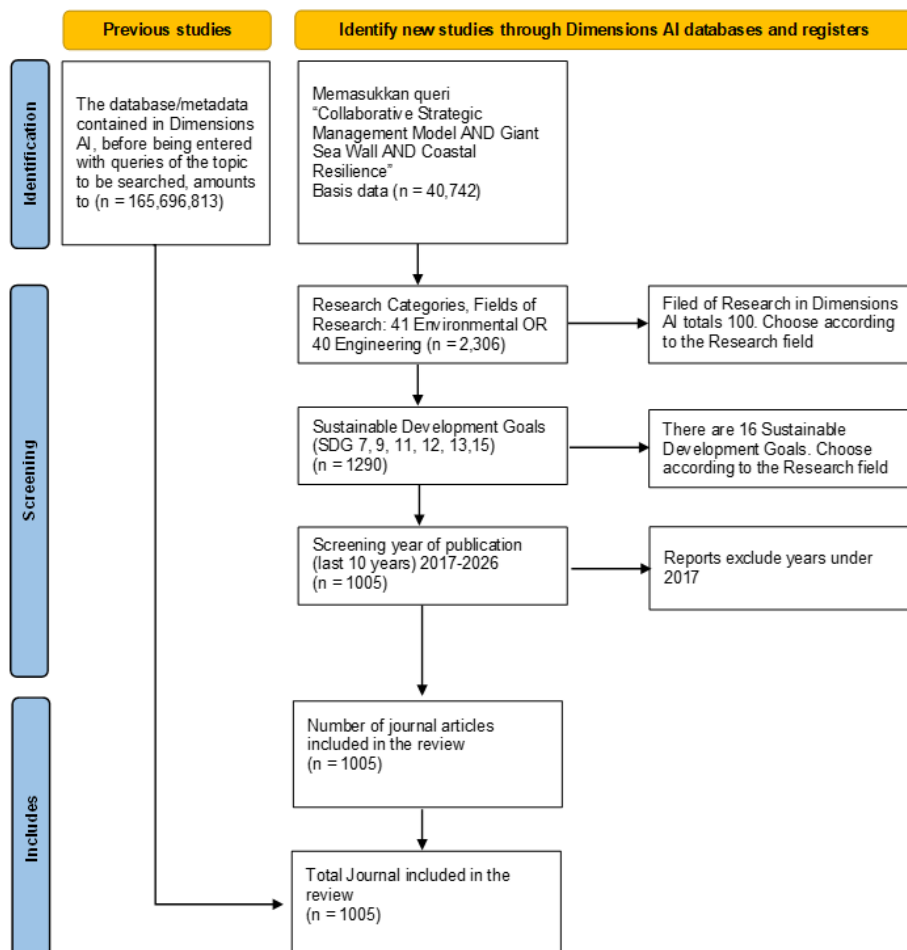 Previous studies
Identify new studies through Dimensions AI databases and registers
Identification
The database/metadata
contained in Dimensions
AI, before being entered
with queries of the topic
to be searched, amounts
to (n = 165,696,813)
Memasukkan queri
“Collaborative Strategic
Management Model AND Giant
Sea Wall AND Coastal
Resilience”
Basis data (n = 40,742)
Screening
Research Categories, Fields of
Research: 41 Environmental OR
40 Engineering (n = 2,306)
Filed of Research in Dimensions
AI totals 100. Choose according
to the Research field
Sustainable Development Goals
(SDG 7, 9, 11, 12, 13,15)
(n = 1290)
There are 16 Sustainable
Development Goals. Choose
according to the Research field
Screening year of publication
(last 10 years) 2017-2026
(n = 1005)
Reports exclude years under
2017
Includes
Number of journal articles
included in the review
(n = 1005)
Total Journal included in the
review
(n = 1005)